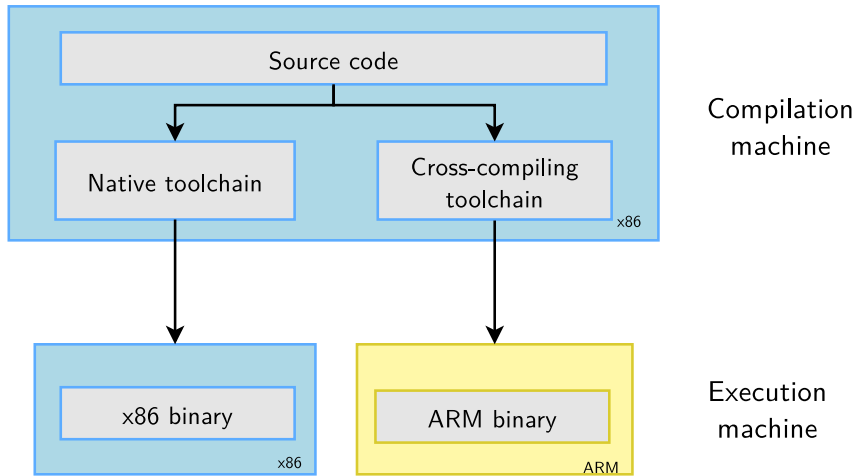 Source code
Compilation
machine
Native toolchain
Cross-compiling
toolchain
x86
x86 binary
x86
ARM binary
ARM
Execution
machine